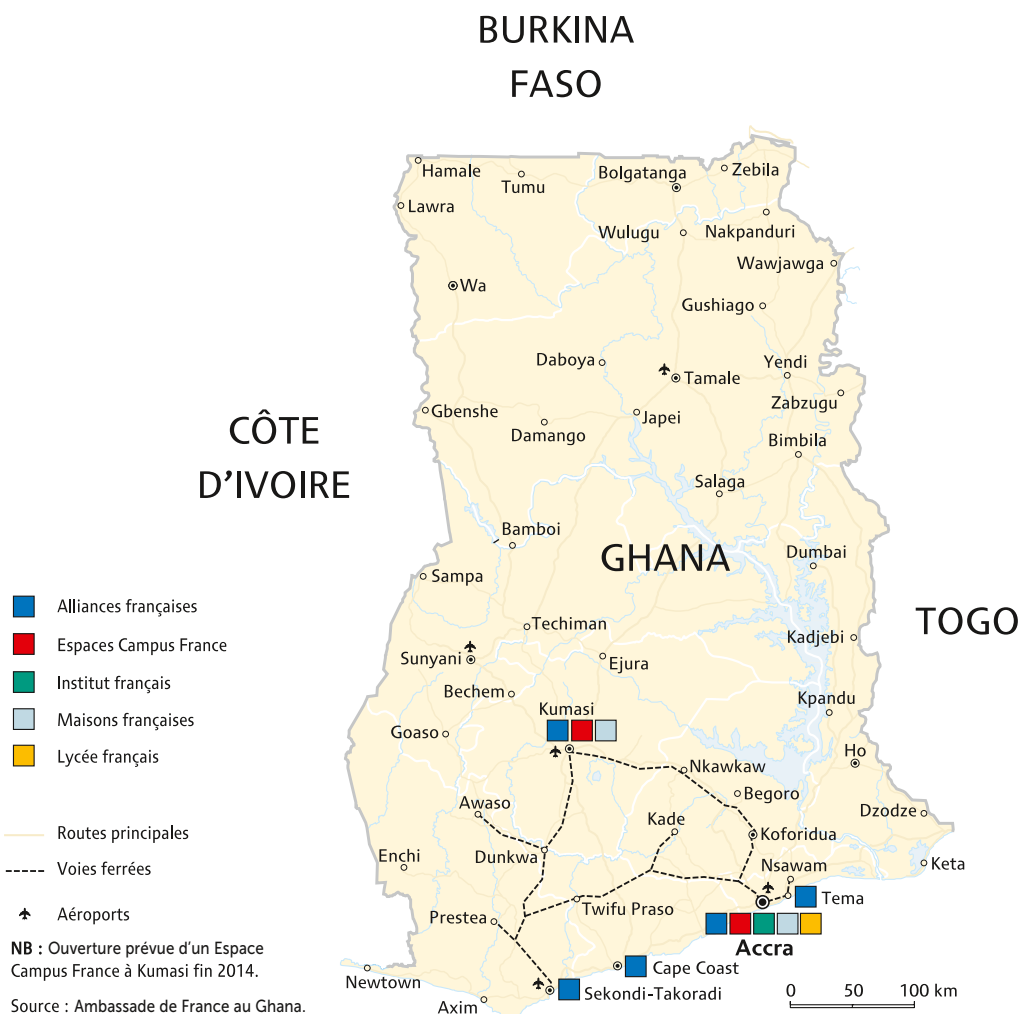 BURKINA
FASO
Hamale
Tumu
Bolgatanga
Zebila
Lawra
Wulugu
Nakpanduri
Wawjawga
Wa
Gushiago
Daboya
Yendi
Tamale
Zabzugu
Gbenshe
Japei
Damango
CÔTE
D’IVOIRE
Bimbila
Salaga
Bamboi
GHANA
Dumbai
Sampa
TOGO
Techiman
Kadjebi
Sunyani
Ejura
Bechem
Kpandu
Kumasi
Goaso
Ho
Nkawkaw
Begoro
Awaso
Dzodze
Kade
Koforidua
Enchi
Dunkwa
Nsawam
Keta
Tema
Twifu Praso
Prestea
Accra
Cape Coast
Newtown
Sekondi-Takoradi
Axim
Alliances françaises
Espaces Campus France
Institut français
Maisons françaises
Lycée français
Routes principales
Voies ferrées
Aéroports
NB : Ouverture prévue d'un Espace
Campus France à Kumasi fin 2014.
Source : Ambassade de France au Ghana.
0 50 100 km